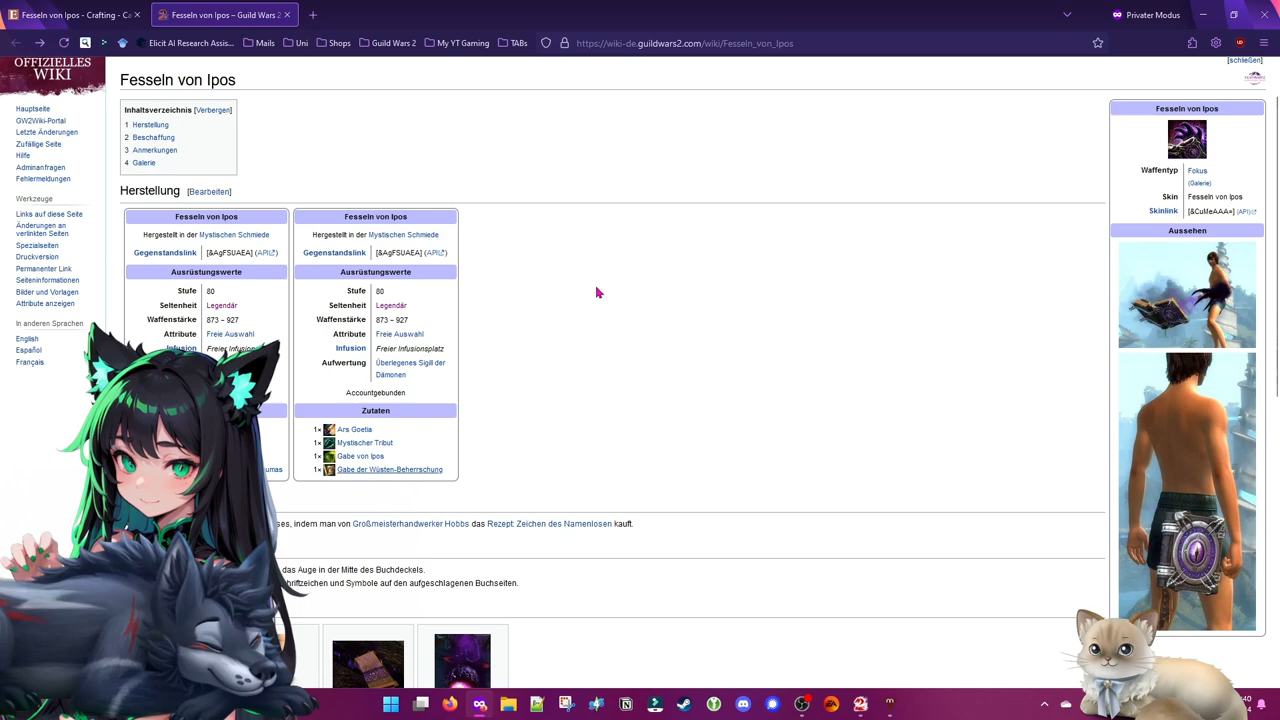 E – Crafting - Ca
Fesseln von Ipos – Guild Wars 2
Privater Modus
Elicit AI Research Assis...
Mails
Uni
Shops
Guild Wars 2
My YT Gaming
TABs
https://wiki-de.guildwars2.com/wiki/Fesseln_von_Ipos
OFFIZIELLES
WIKI
[schließen]
Hauptseite
GW2Wiki-Portal
Letzte Änderungen
Zufällige Seite
Hilfe
Adminanfragen
Fehlermeldungen
Werkzeuge
Links auf diese Seite
Änderungen an
verlinkten Seiten
Spezialseiten
Druckversion
Permanenter Link
Seiteninformationen
Bilder und Vorlagen
Attribute anzeigen
In anderen Sprachen
English
Español
Français
Fesseln von Ipos
Inhaltsverzeichnis [Verbergen]
1 Herstellung
2 Beschaffung
3 Anmerkungen
4 Galerie
Herstellung [Bearbeiten]
Fesseln von Ipos
Hergestellt in der Mystischen Schmiede
Gegenstandslink [&AgFSUAEA] (API)
Ausrüstungswerte
Stufe 80
Seltenheit Legendär
Waffenstärke 873 – 927
Attribute Freie Auswahl
Infusion Freier Infusions
umas
Fesseln von Ipos
Hergestellt in der Mystischen Schmiede
Gegenstandslink [&AgFSUAEA] (API)
Ausrüstungswerte
Stufe 80
Seltenheit Legendär
Waffenstärke 873 – 927
Attribute Freie Auswahl
Infusion Freier Infusionsplatz
Aufwertung Überlegenes Sigill der
Dämonen
Accountgebunden
Zutaten
1× Ars Goetia
1× Mystischer Tribut
1× Gabe von Ipos
1× Gabe der Wüsten-Beherrschung
ses, indem man von Großmeisterhandwerker Hobbs das Rezept: Zeichen des Namenlosen kauft.
das Auge in der Mitte des Buchdeckels.
hriftzeichen und Symbole auf den aufgeschlagenen Buchseiten.
Fesseln von Ipos
Waffentyp Fokus
(Galerie)
Skin Fesseln von Ipos
Skinlink [&CuMeAAA=] (API)
Aussehen